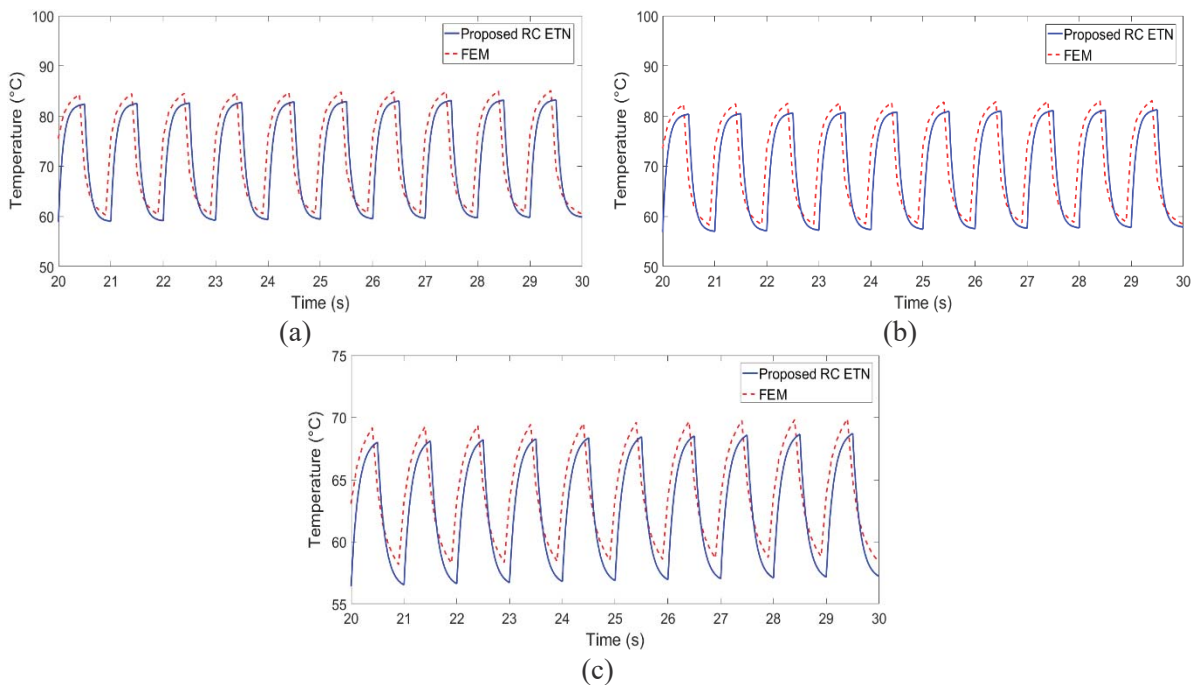 100
90
80
70
60
50
Temperature (°C)
20 21 22 23 24 25 26 27 28 29 30
Time (s)
Proposed RC ETN
FEM
(a)
100
90
80
70
60
50
Temperature (°C)
20 21 22 23 24 25 26 27 28 29 30
Time (s)
Proposed RC ETN
FEM
(b)
75
70
65
60
55
Temperature (°C)
20 21 22 23 24 25 26 27 28 29 30
Time (s)
Proposed RC ETN
FEM
(c)